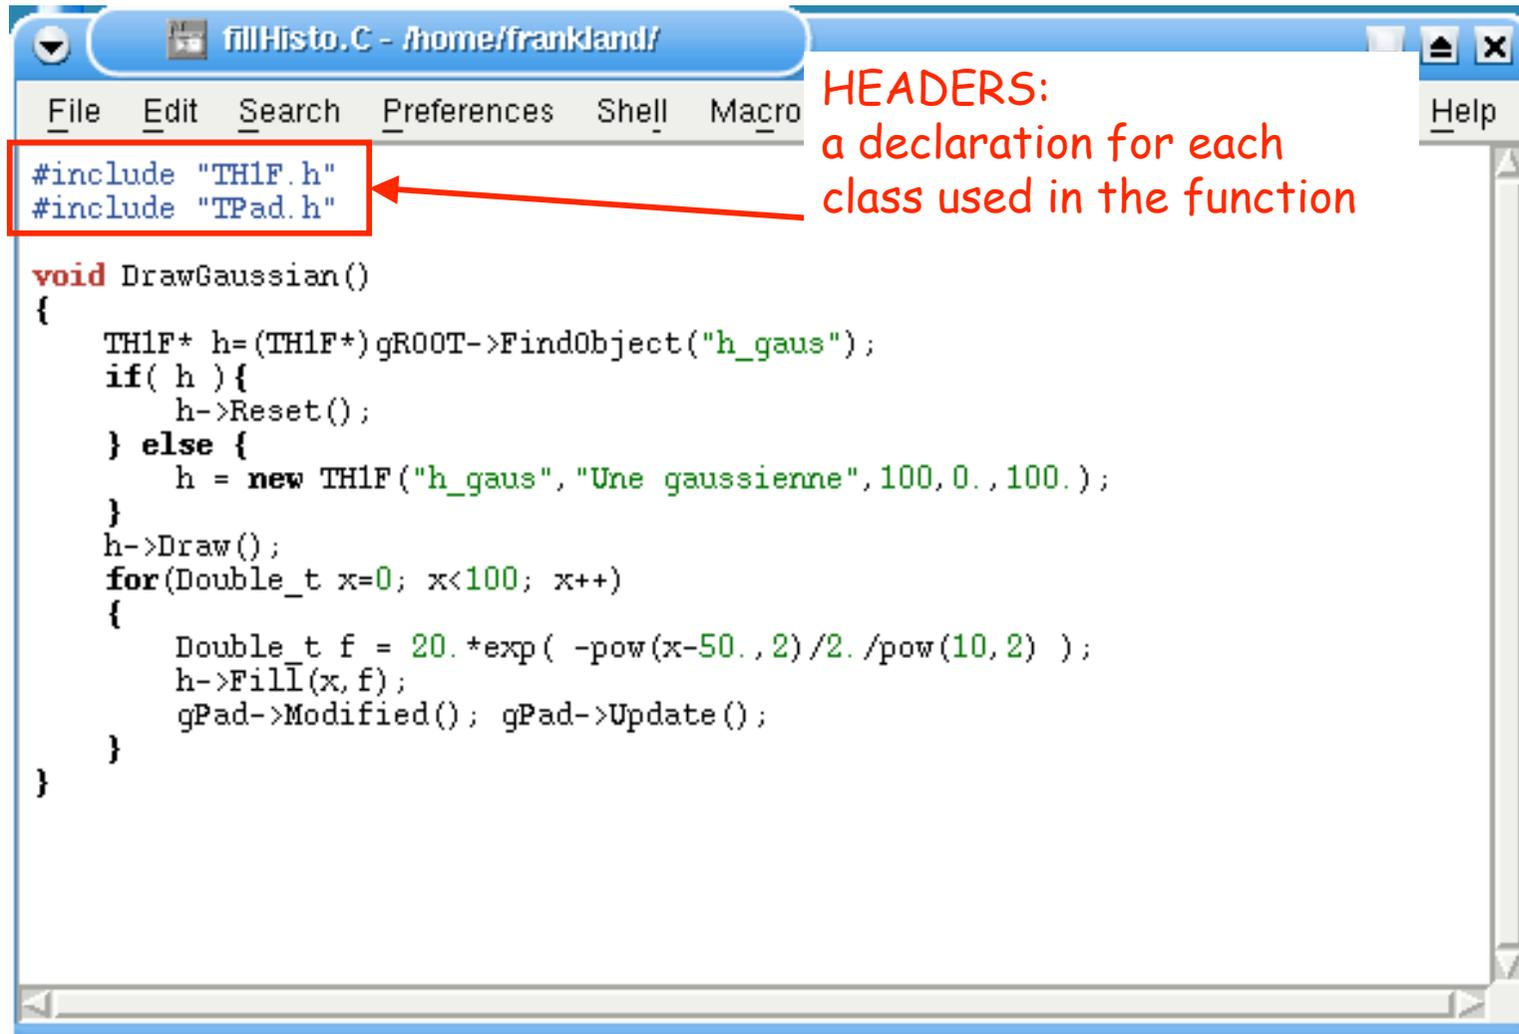 fillHisto.C - /home/frankland/
File Edit Search Preferences Shell Macro Help
HEADERS:
a declaration for each
class used in the function
#include "TH1F.h"
#include "TPad.h"
void DrawGaussian()
{
    TH1F* h=(TH1F*)gROOT->FindObject("h_gaus");
    if( h ){
        h->Reset();
    } else {
        h = new TH1F("h_gaus","Une gaussienne",100,0.,100.);
    }
    h->Draw();
    for(Double_t x=0; x<100; x++)
    {
        Double_t f = 20.*exp( -pow(x-50.,2)/2./pow(10,2) );
        h->Fill(x,f);
        gPad->Modified(); gPad->Update();
    }
}